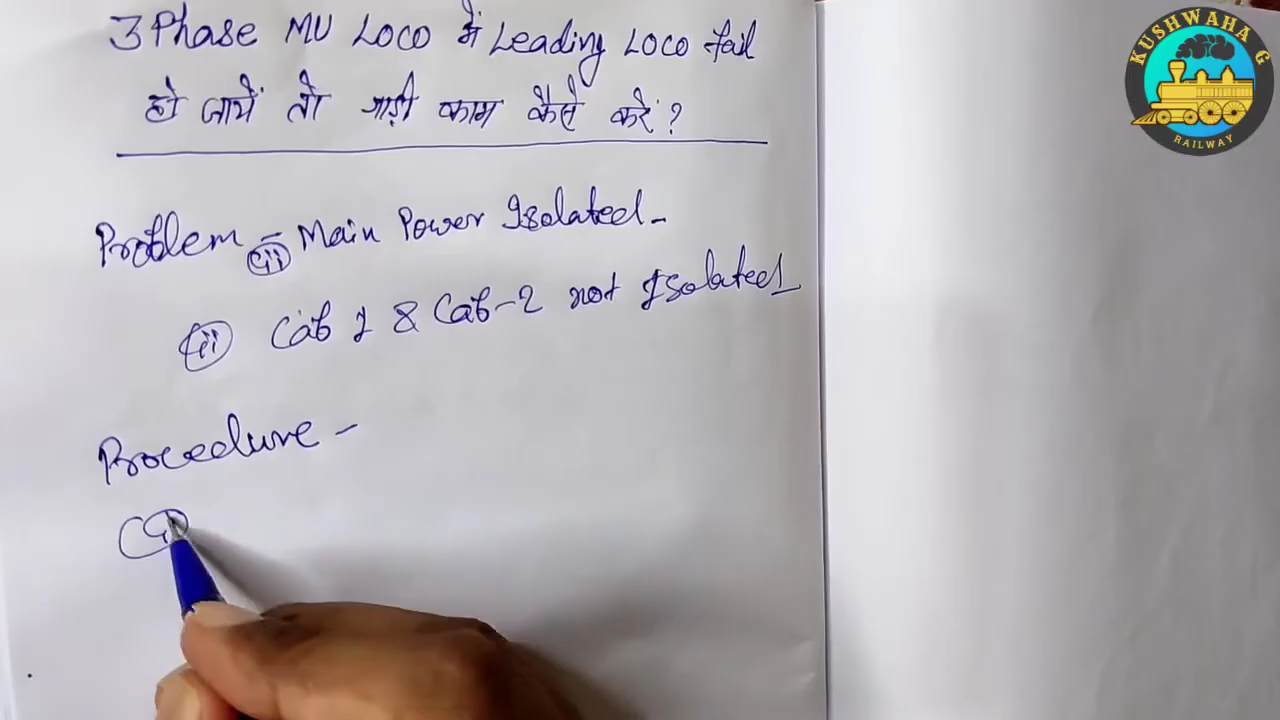 3 Phase MU Loco में Leading Loco fail
हो जायें तो गाड़ी काम कैसे करें ?
Problem - (i) Main Power Isolated -
(ii) Cab 1 & Cab-2 not Isolated
Procedure -
KUSHWAHA G
RAILWAY